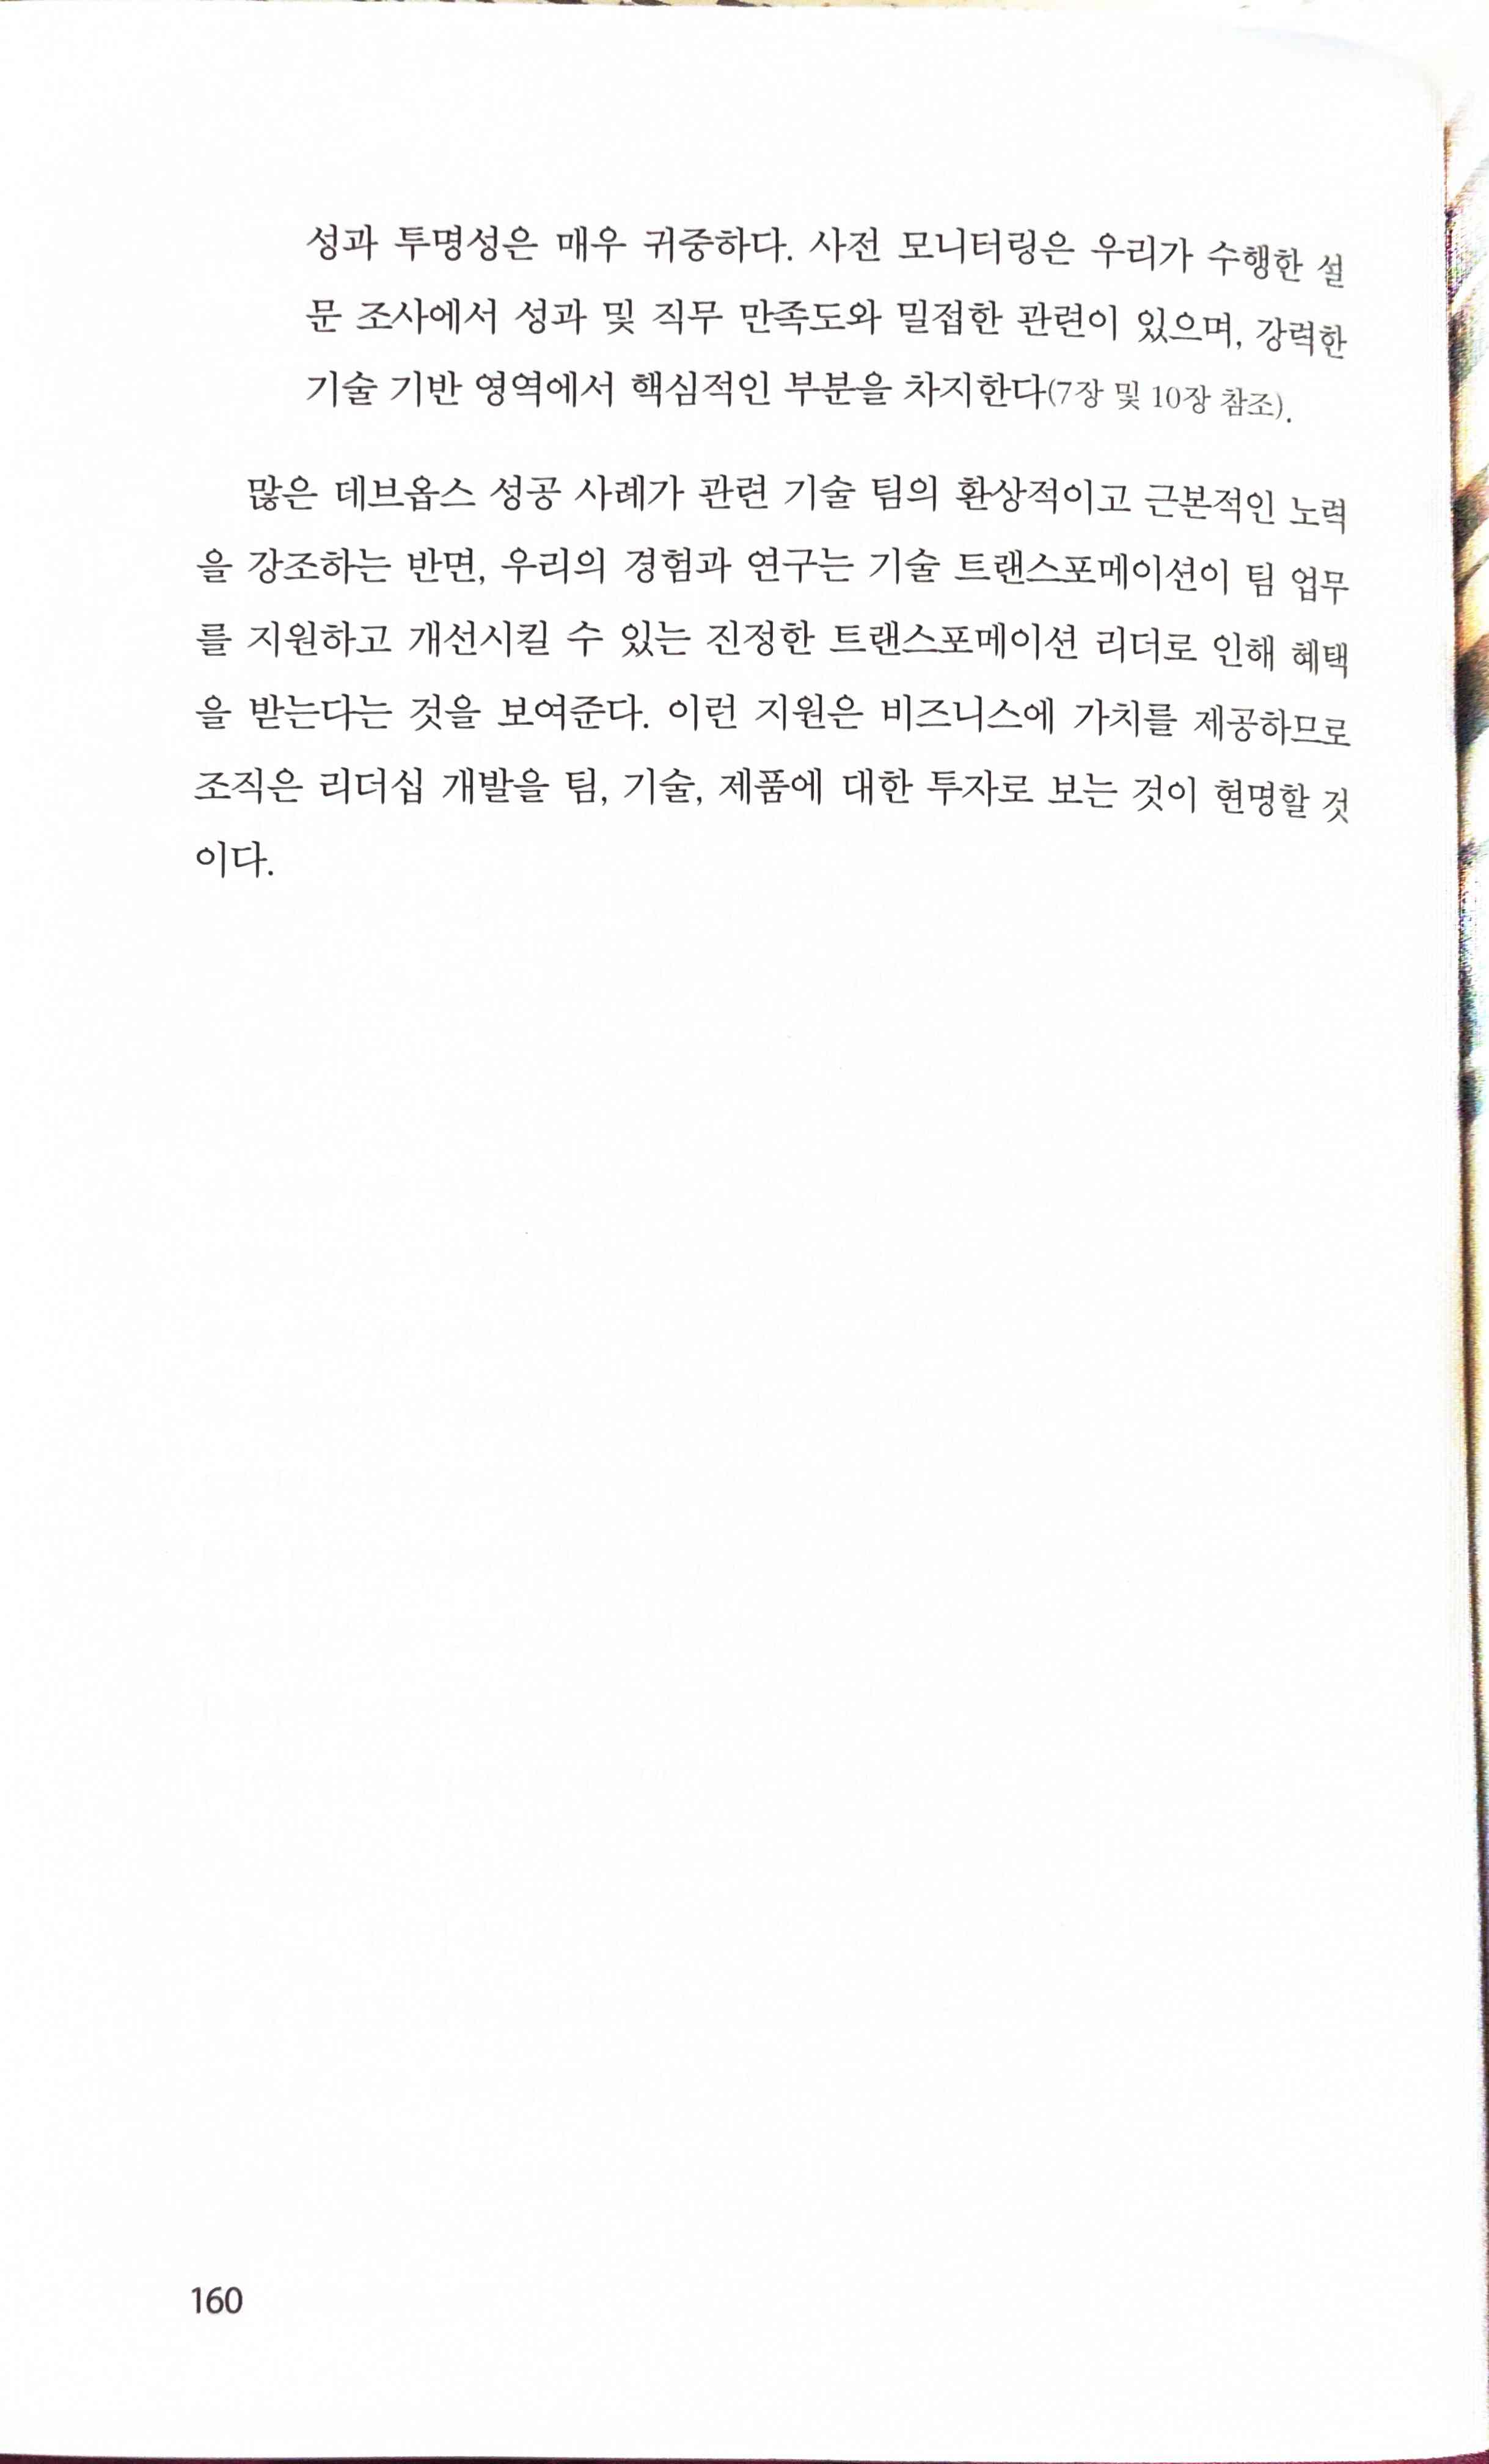 성과 투명성은 매우 귀중하다. 사전 모니터링은 우리가 수행한 설
문 조사에서 성과 및 직무 만족도와 밀접한 관련이 있으며, 강력한
기술 기반 영역에서 핵심적인 부분을 차지한다(7장 및 10장 참조).
많은 데브옵스 성공 사례가 관련 기술 팀의 환상적이고 근본적인 노력
을 강조하는 반면, 우리의 경험과 연구는 기술 트랜스포메이션이 팀 업무
를 지원하고 개선시킬 수 있는 진정한 트랜스포메이션 리더로 인해 혜택
을 받는다는 것을 보여준다. 이런 지원은 비즈니스에 가치를 제공하므로
조직은 리더십 개발을 팀, 기술, 제품에 대한 투자로 보는 것이 현명할 것
이다.
160